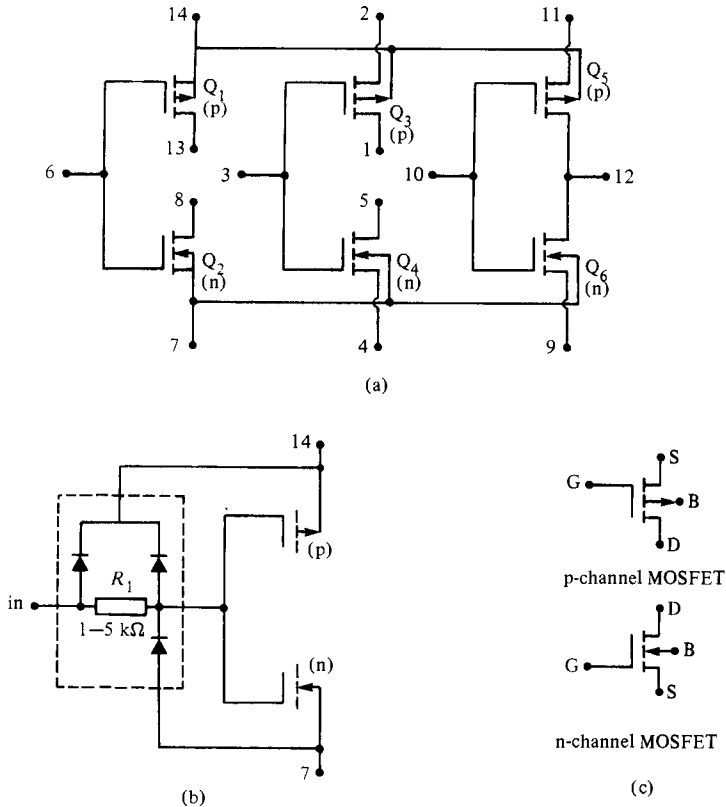 14 2 11
Q1 (p)
Q3 (p)
Q5 (p)
13 1
6 3 10 12
8 5
Q2 (n)
Q4 (n)
Q6 (n)
7 4 9
(a)
14
(p)
in
R1
1–5 kΩ
(n)
7
(b)
S
G
B
D
p-channel MOSFET
D
B
G
S
n-channel MOSFET
(c)